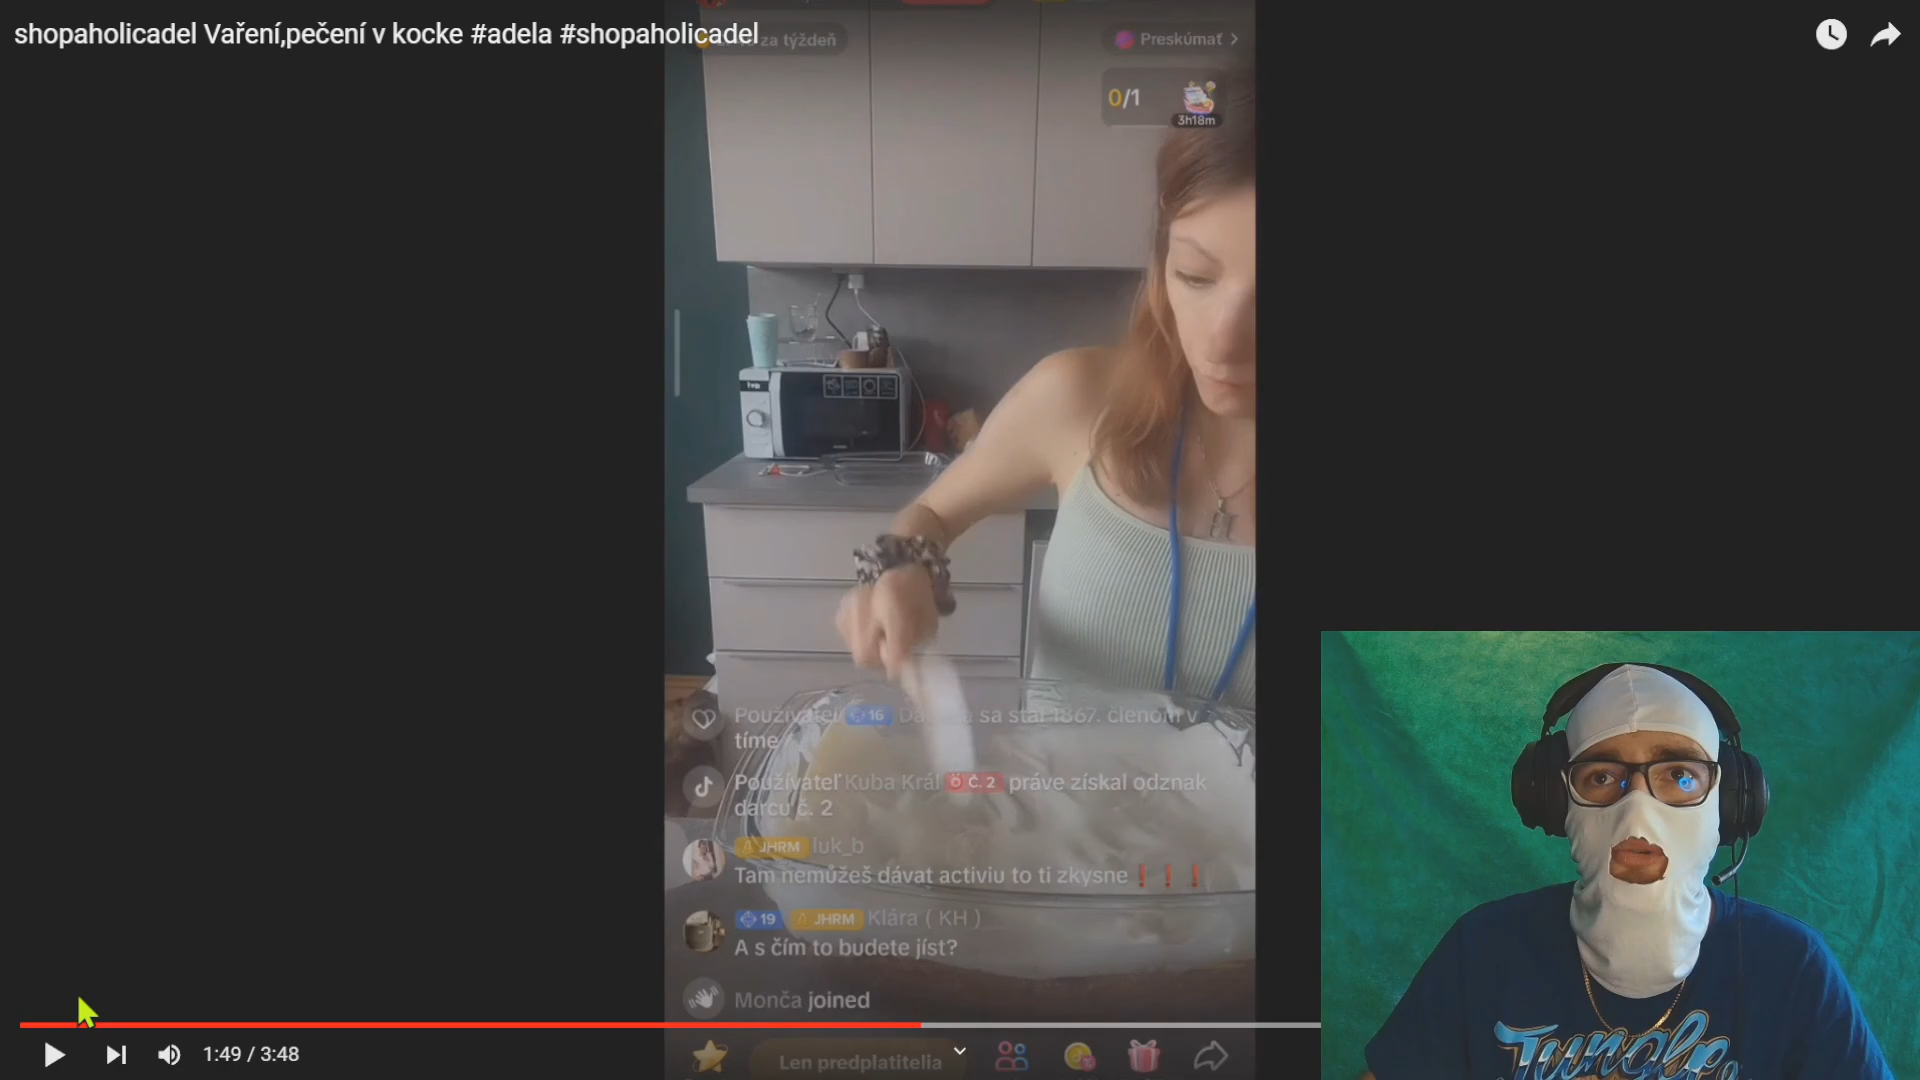 shopaholicadel Vaření,pečení v kocke #adela #shopaholicadel
za týždeň
Preskúmať >
0/1
3h18m
Používateľ 16 sa stal 1867. členom v
tíme
Používateľ Kuba Král č. 2 práve získal odznak
darcu č. 2
JHRM luk_b
Tam nemůžeš dávat activiu to ti zkysne❗❗❗
19 JHRM Klára ( KH )
A s čím to budete jíst?
Monča joined
Len predplatitelia
1:49 / 3:48
Jungle